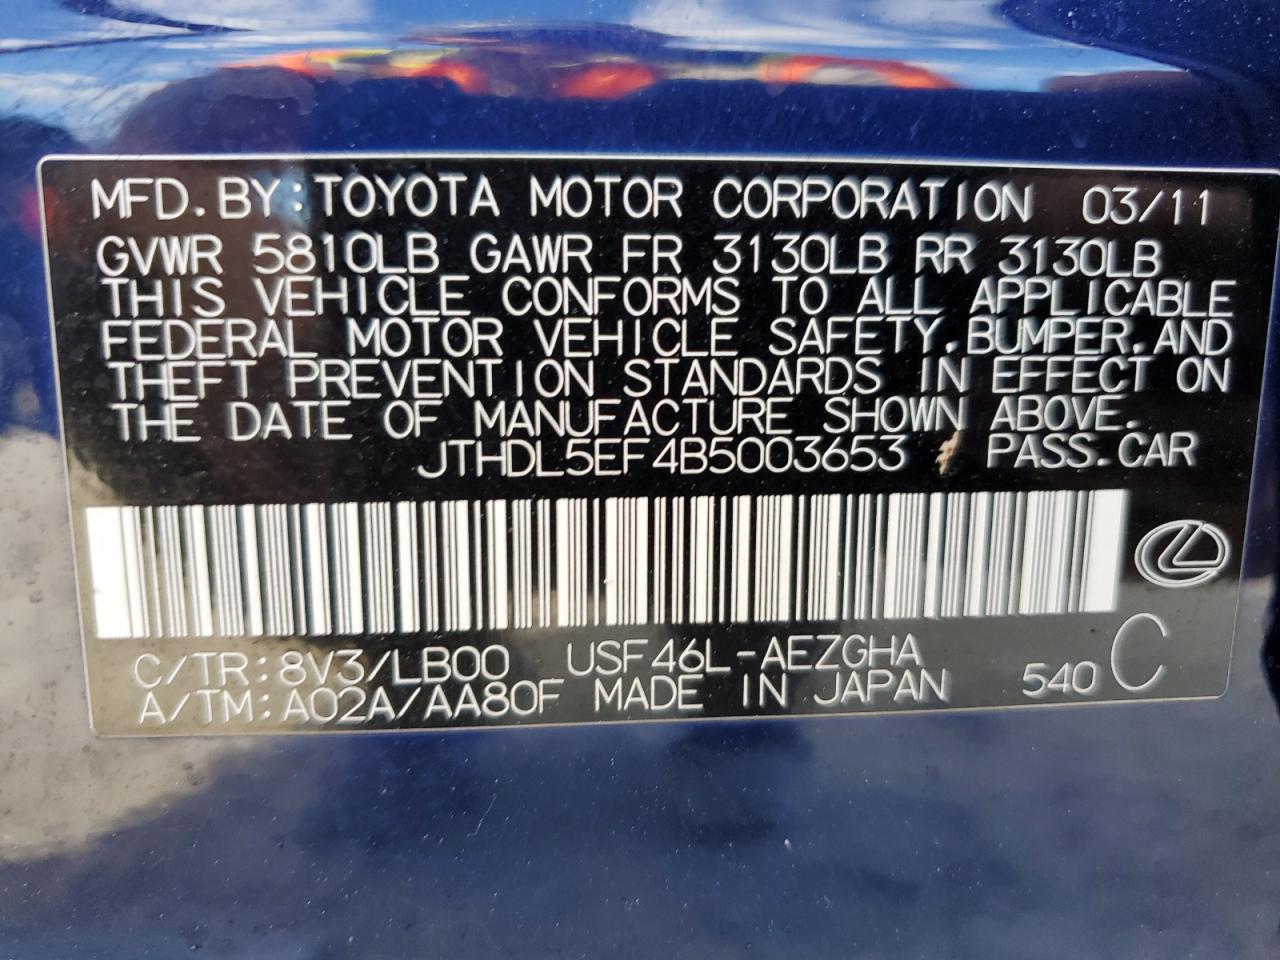 MFD. BY: TOYOTA MOTOR CORPORATION 03/11
GVWR 5810LB GAWR FR 3130LB RR 3130LB
THIS VEHICLE CONFORMS TO ALL APPLICABLE
FEDERAL MOTOR VEHICLE SAFETY, BUMPER, AND
THEFT PREVENTION STANDARDS IN EFFECT ON
THE DATE OF MANUFACTURE SHOWN ABOVE.
JTHDL5EF4B5003653 PASS. CAR
C/TR: 8V3/LB00 USF46L-AEZGHA
A/TM: A02A/AA80F MADE IN JAPAN 540 C